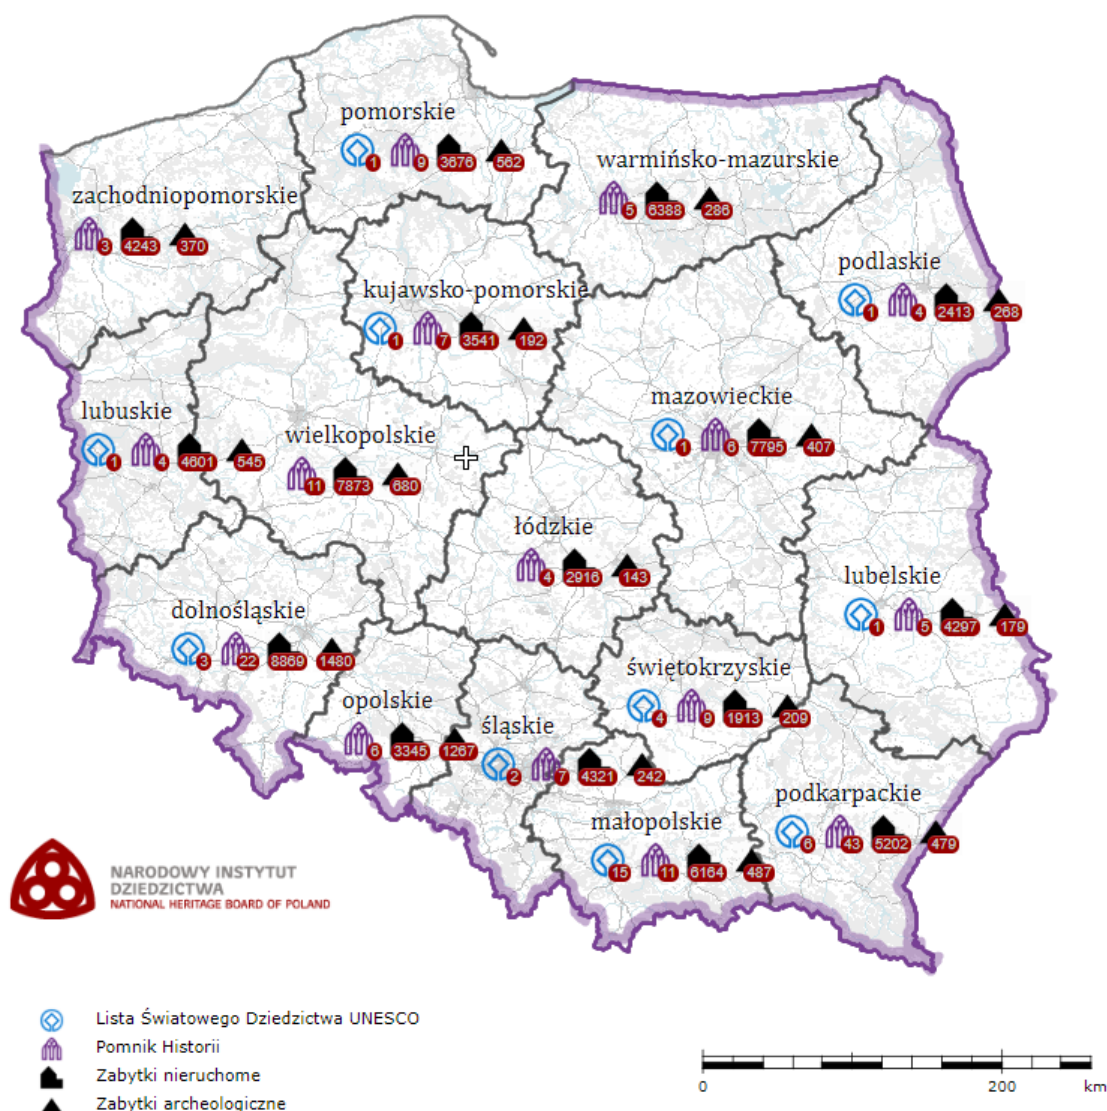 pomorskie
1 9 3676 562
warmińsko-mazurskie
5 6388 286
zachodniopomorskie
3 4243 370
podlaskie
1 4 2413 268
kujawsko-pomorskie
1 7 3541 192
mazowieckie
1 6 7795 407
lubuskie
1 4 4601 545
wielkopolskie
11 7873 680
łódzkie
4 2916 143
lubelskie
1 5 4297 179
dolnośląskie
3 22 8869 1480
świętokrzyskie
4 9 1913 209
opolskie
6 3345 1267
śląskie
2 7 4321 242
podkarpackie
6 43 5202 479
małopolskie
15 11 6164 487
NARODOWY INSTYTUT
DZIEDZICTWA
NATIONAL HERITAGE BOARD OF POLAND
Lista Światowego Dziedzictwa UNESCO
Pomnik Historii
Zabytki nieruchome
Zabytki archeologiczne
0 200 km